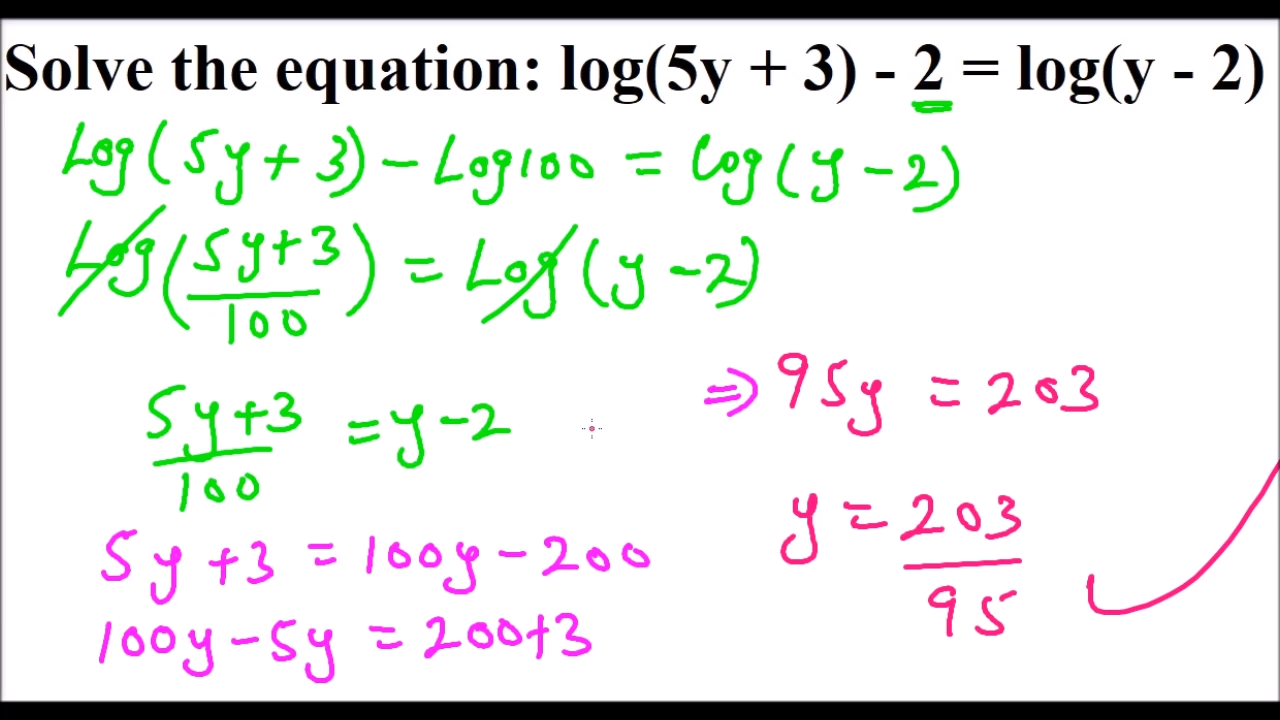 Solve the equation: log(5y + 3) - 2 = log(y - 2)
Log(5y+3) - Log100 = log(y-2)
Log(5y+3/100) = Log(y-2)
5y+3/100 = y-2
5y+3 = 100y-200
100y-5y = 200+3
⇒ 95y = 203
y = 203/95